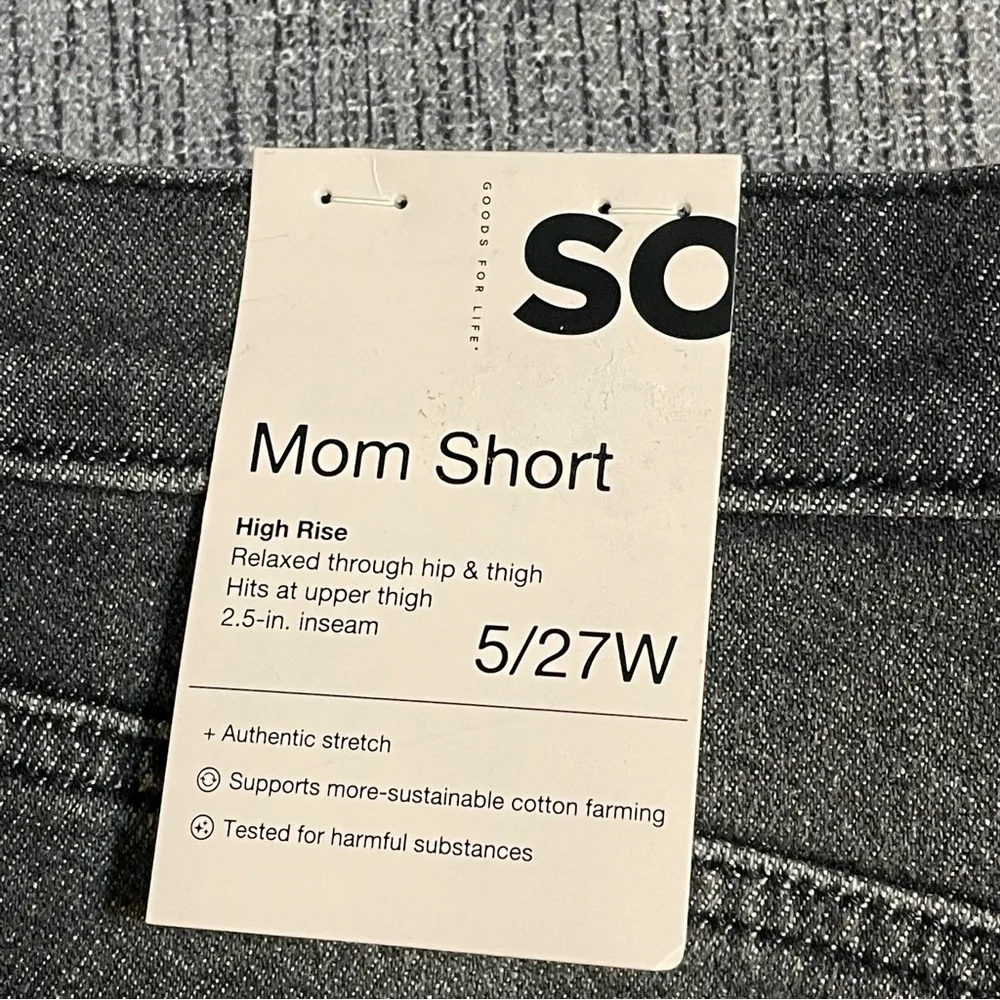 GOODS FOR LIFE
SO
Mom Short
High Rise
Relaxed through hip & thigh
Hits at upper thigh
2.5-in. inseam
5/27W
+ Authentic stretch
Supports more-sustainable cotton farming
Tested for harmful substances